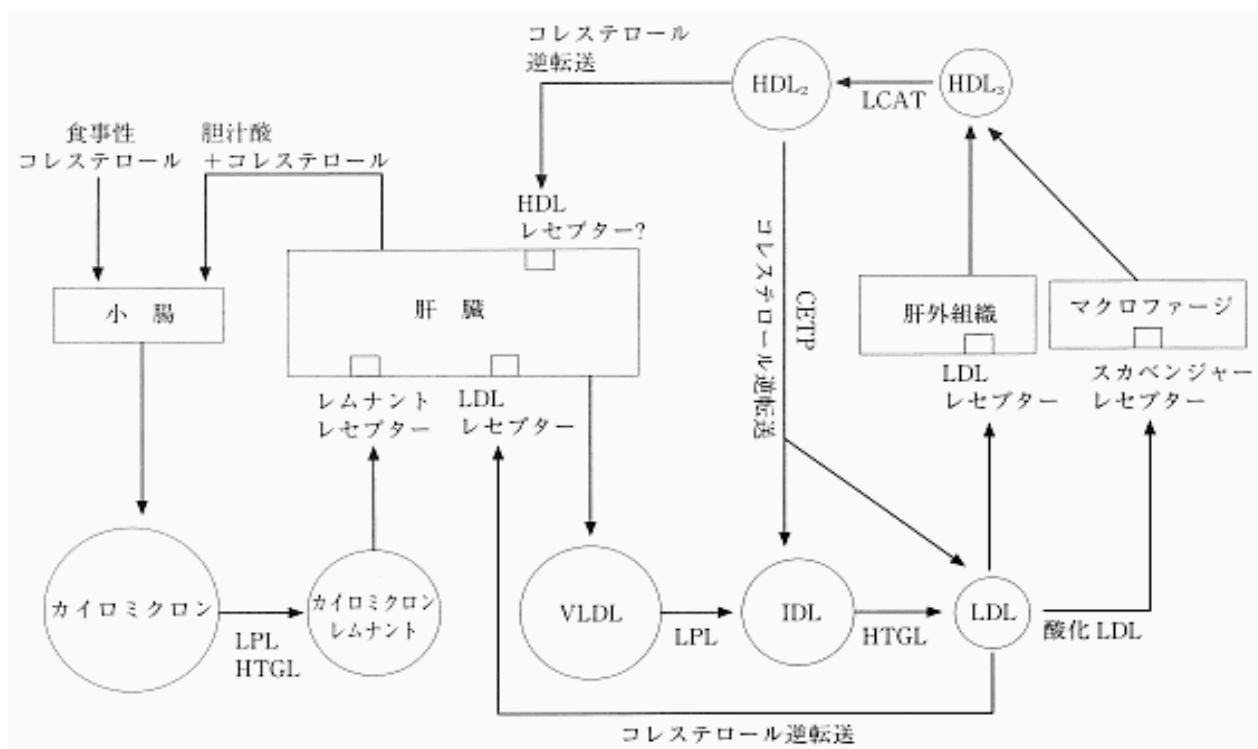 コレステロール
逆転送
HDL₂
LCAT
HDL₃
食事性
コレステロール
胆汁酸
＋コレステロール
HDL
レセプター?
小 腸
肝 臓
コレステロール逆転送
CETP
肝外組織
マクロファージ
レムナント
レセプター
LDL
レセプター
LDL
レセプター
スカベンジャー
レセプター
カイロミクロン
LPL
HTGL
カイロミクロン
レムナント
VLDL
LPL
IDL
HTGL
LDL
酸化 LDL
コレステロール逆転送